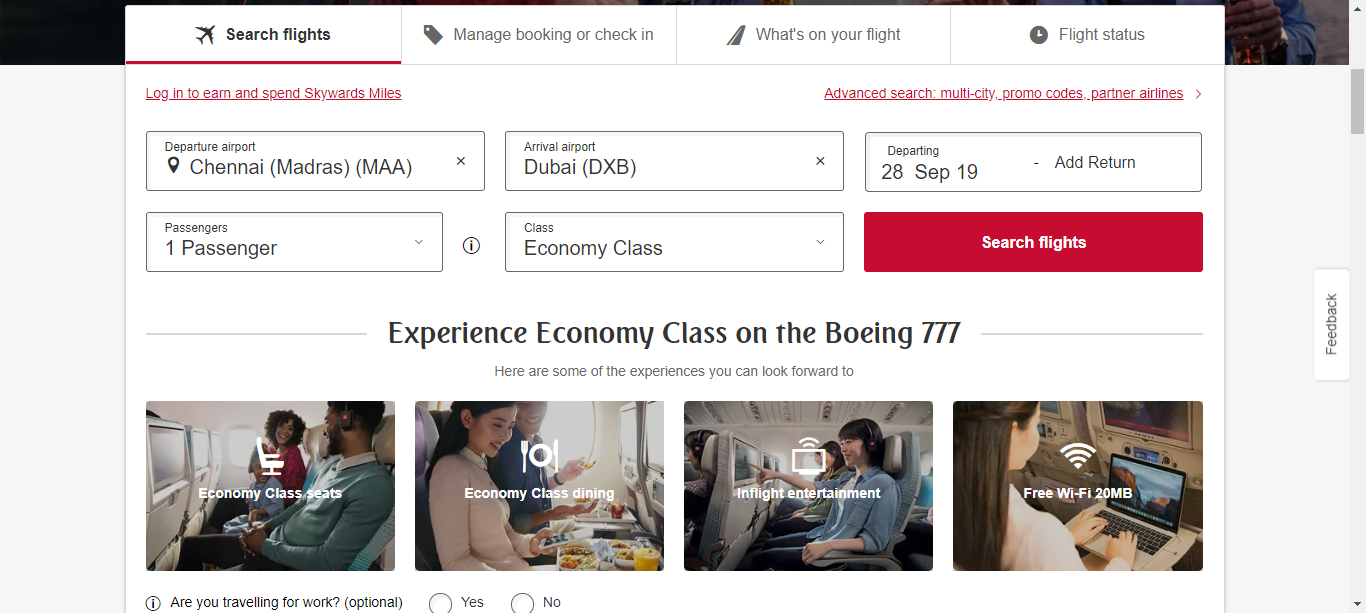 Search flights
Manage booking or check in
What's on your flight
Flight status
Log in to earn and spend Skywards Miles
Advanced search: multi-city, promo codes, partner airlines
Departure airport
Chennai (Madras) (MAA)
Arrival airport
Dubai (DXB)
Departing
28 Sep 19
- Add Return
Passengers
1 Passenger
Class
Economy Class
Search flights
Feedback
Experience Economy Class on the Boeing 777
Here are some of the experiences you can look forward to
Economy Class seats
Economy Class dining
Inflight entertainment
Free Wi-Fi 20MB
Are you travelling for work? (optional)
Yes
No